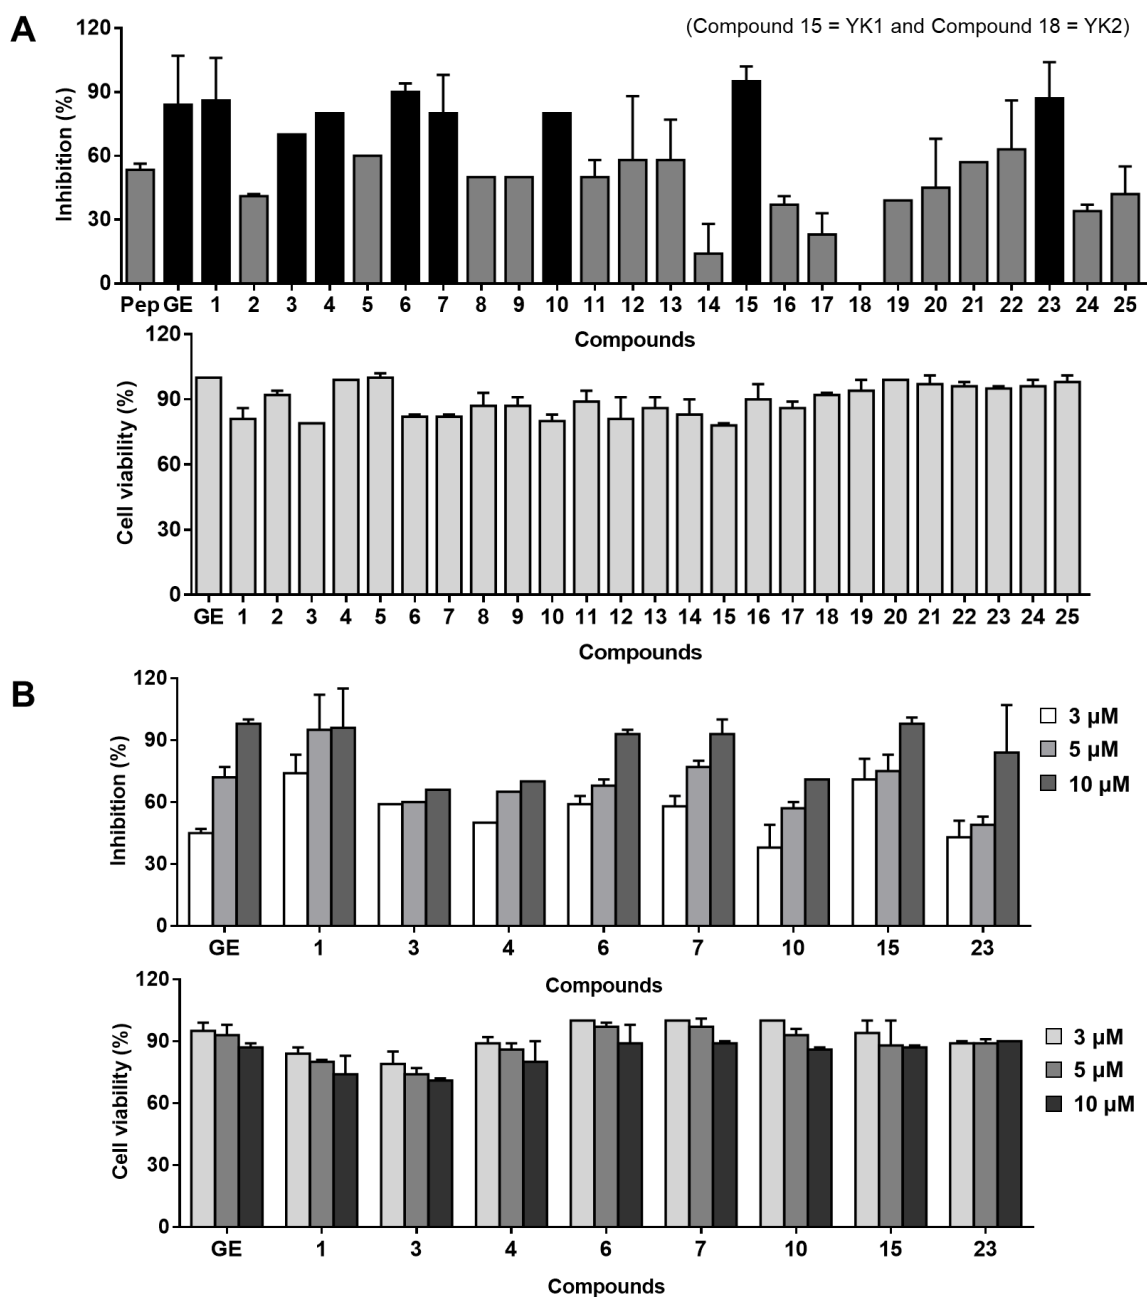 A
(Compound 15 = YK1 and Compound 18 = YK2)
120
90
60
30
0
Inhibition (%)
Pep GE 1 2 3 4 5 6 7 8 9 10 11 12 13 14 15 16 17 18 19 20 21 22 23 24 25
Compounds
120
90
60
30
0
Cell viability (%)
GE 1 2 3 4 5 6 7 8 9 10 11 12 13 14 15 16 17 18 19 20 21 22 23 24 25
Compounds
B
120
90
60
30
0
Inhibition (%)
3 µM
5 µM
10 µM
GE 1 3 4 6 7 10 15 23
Compounds
120
90
60
30
0
Cell viability (%)
3 µM
5 µM
10 µM
GE 1 3 4 6 7 10 15 23
Compounds